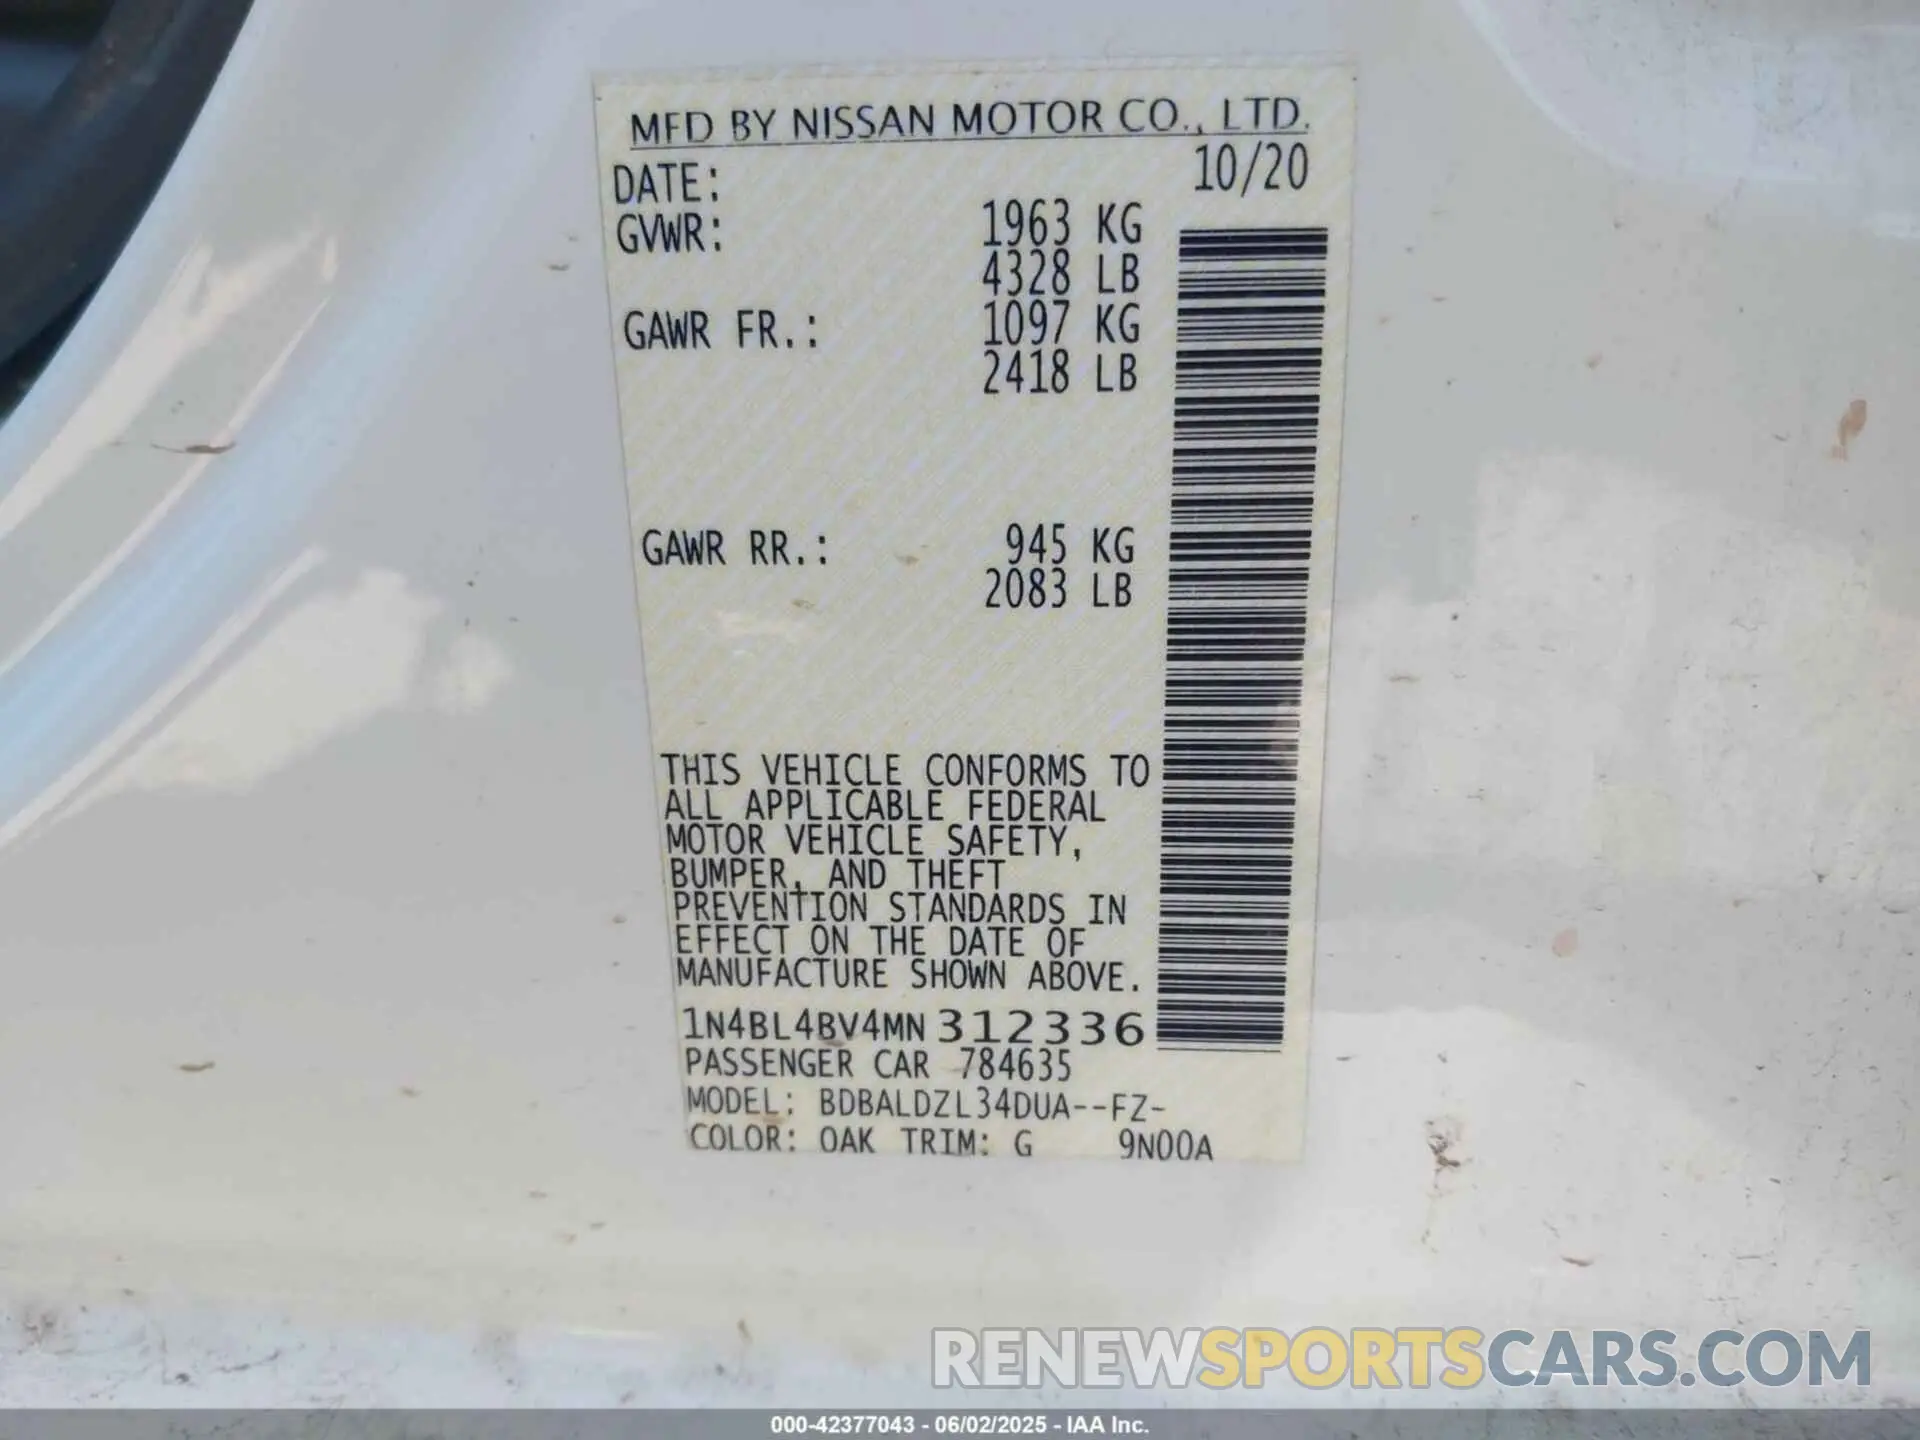 MFD BY NISSAN MOTOR CO., LTD.
DATE: 10/20
GVWR: 1963 KG
4328 LB
GAWR FR.: 1097 KG
2418 LB
GAWR RR.: 945 KG
2083 LB
THIS VEHICLE CONFORMS TO
ALL APPLICABLE FEDERAL
MOTOR VEHICLE SAFETY,
BUMPER, AND THEFT
PREVENTION STANDARDS IN
EFFECT ON THE DATE OF
MANUFACTURE SHOWN ABOVE.
1N4BL4BV4MN312336
PASSENGER CAR 784635
MODEL: BDBALDZL34DUA--FZ-
COLOR: OAK TRIM: G 9N00A
RENEWSPORTSCARS.COM
000-42377043 - 06/02/2025 - IAA Inc.